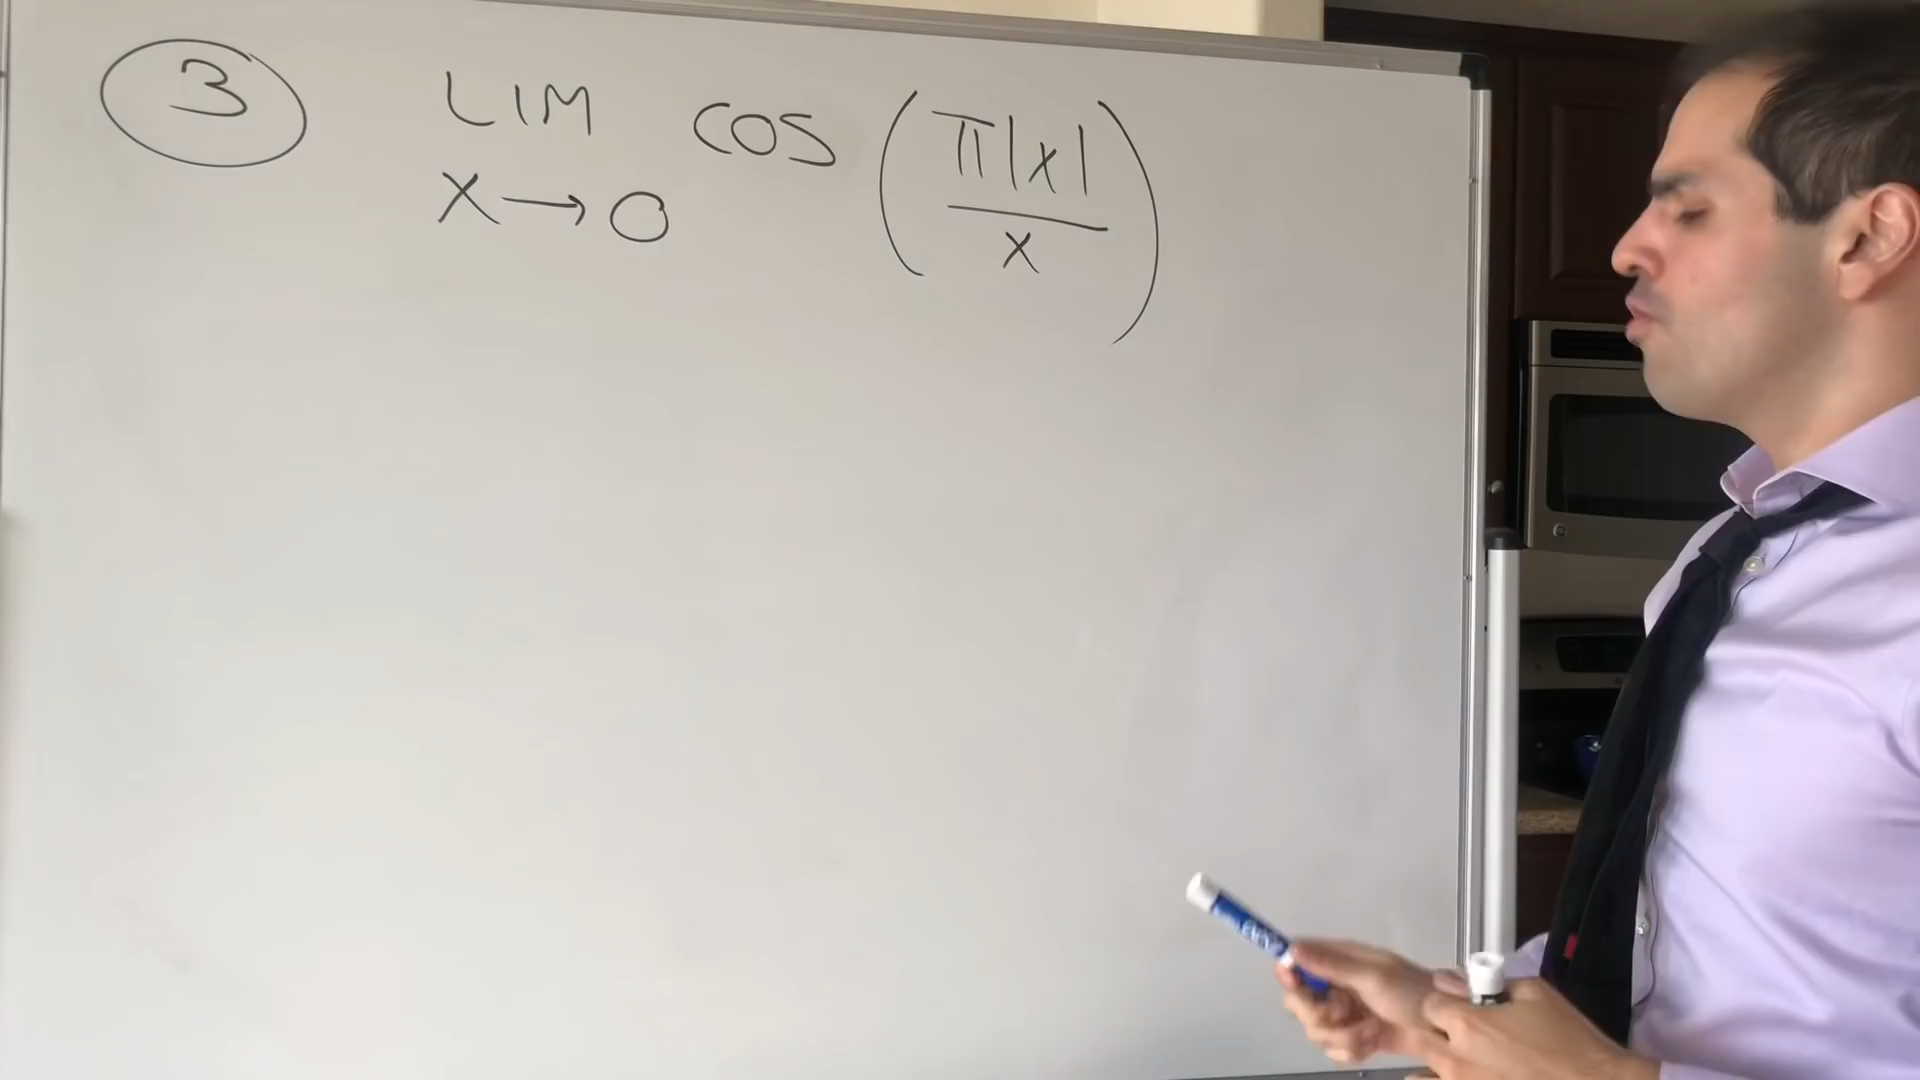 ③ LIM COS (π|x|/x)
X→0